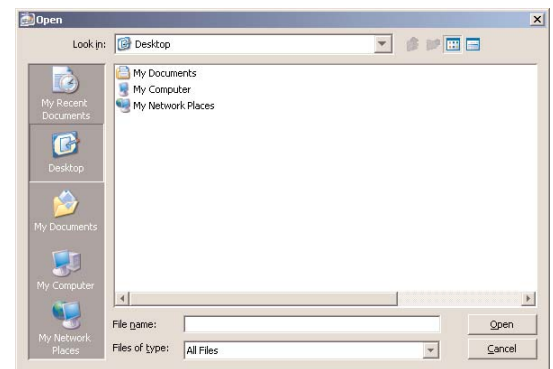 Open
Look in:
Desktop
My Recent
Documents
Desktop
My Documents
My Computer
My Network
Places
My Documents
My Computer
My Network Places
File name:
Open
Files of type:
All Files
Cancel